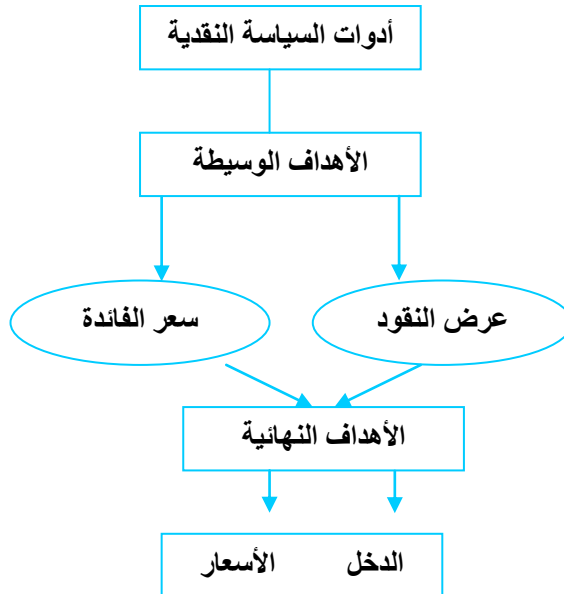 أدوات السياسة النقدية
الأهداف الوسيطة
عرض النقود
سعر الفائدة
الأهداف النهائية
الدخل الأسعار